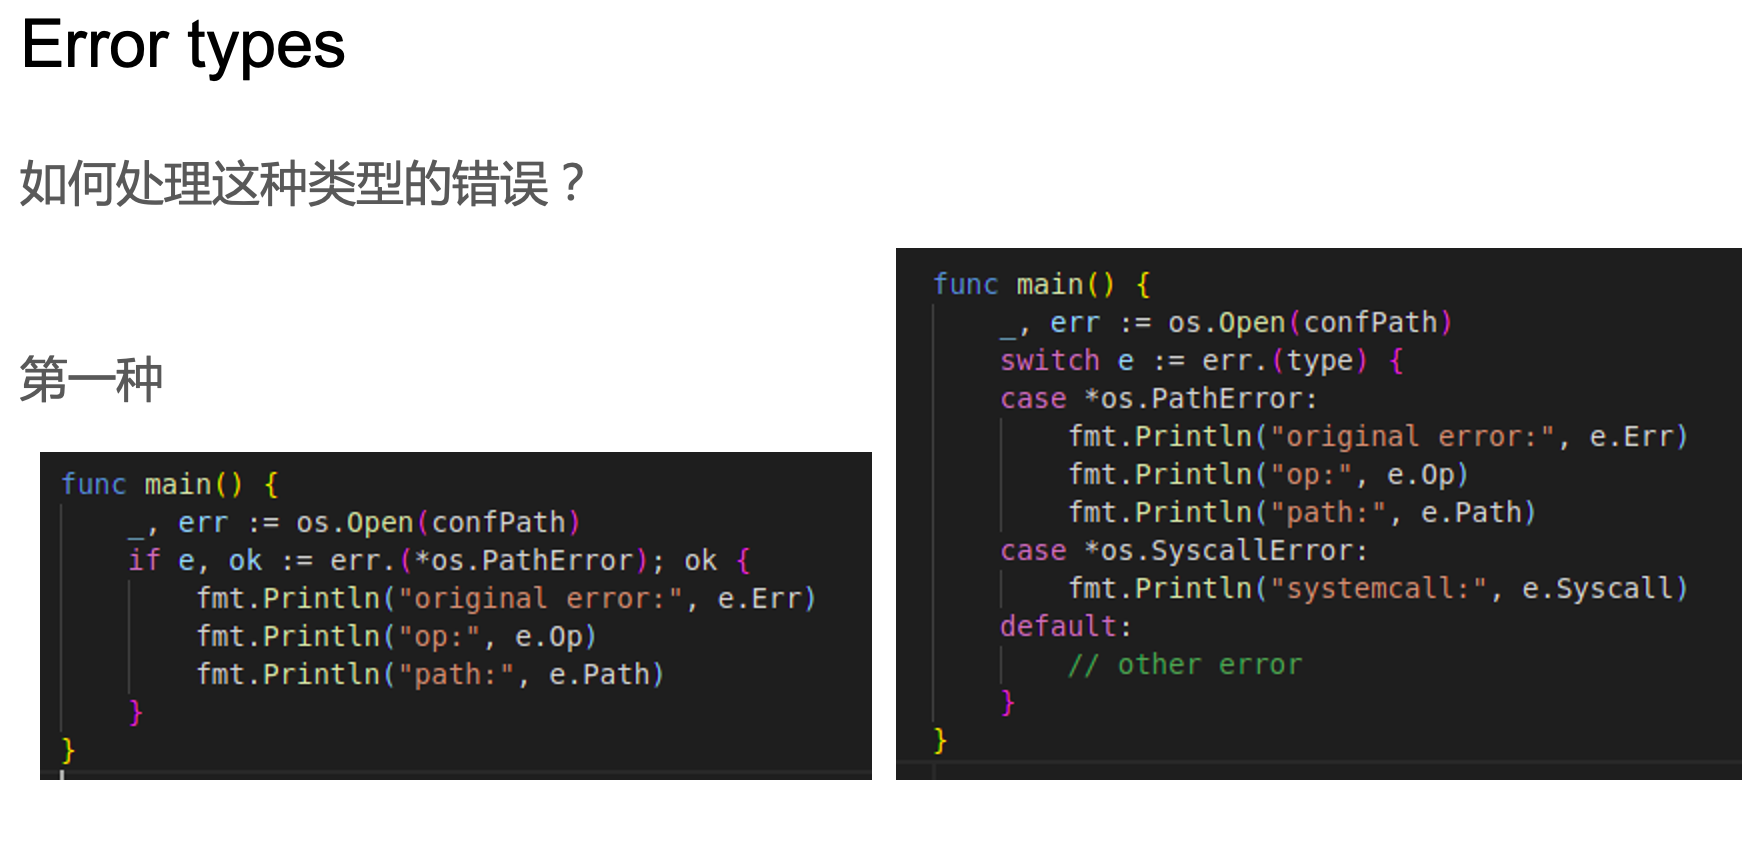 Error types
如何处理这种类型的错误？
第一种
func main() {
    _, err := os.Open(confPath)
    if e, ok := err.(*os.PathError); ok {
        fmt.Println("original error:", e.Err)
        fmt.Println("op:", e.Op)
        fmt.Println("path:", e.Path)
    }
}
func main() {
    _, err := os.Open(confPath)
    switch e := err.(type) {
    case *os.PathError:
        fmt.Println("original error:", e.Err)
        fmt.Println("op:", e.Op)
        fmt.Println("path:", e.Path)
    case *os.SyscallError:
        fmt.Println("systemcall:", e.Syscall)
    default:
        // other error
    }
}